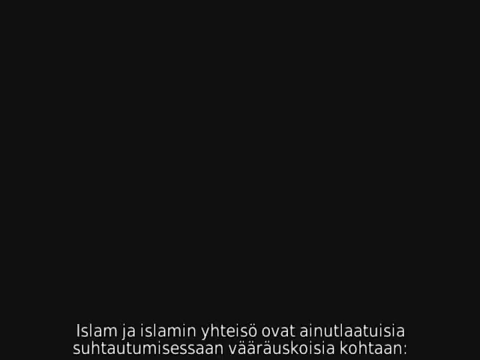 Islam ja islamin yhteisö ovat ainutlaatuisia
suhtautumisessaan vääräuskoisia kohtaan: